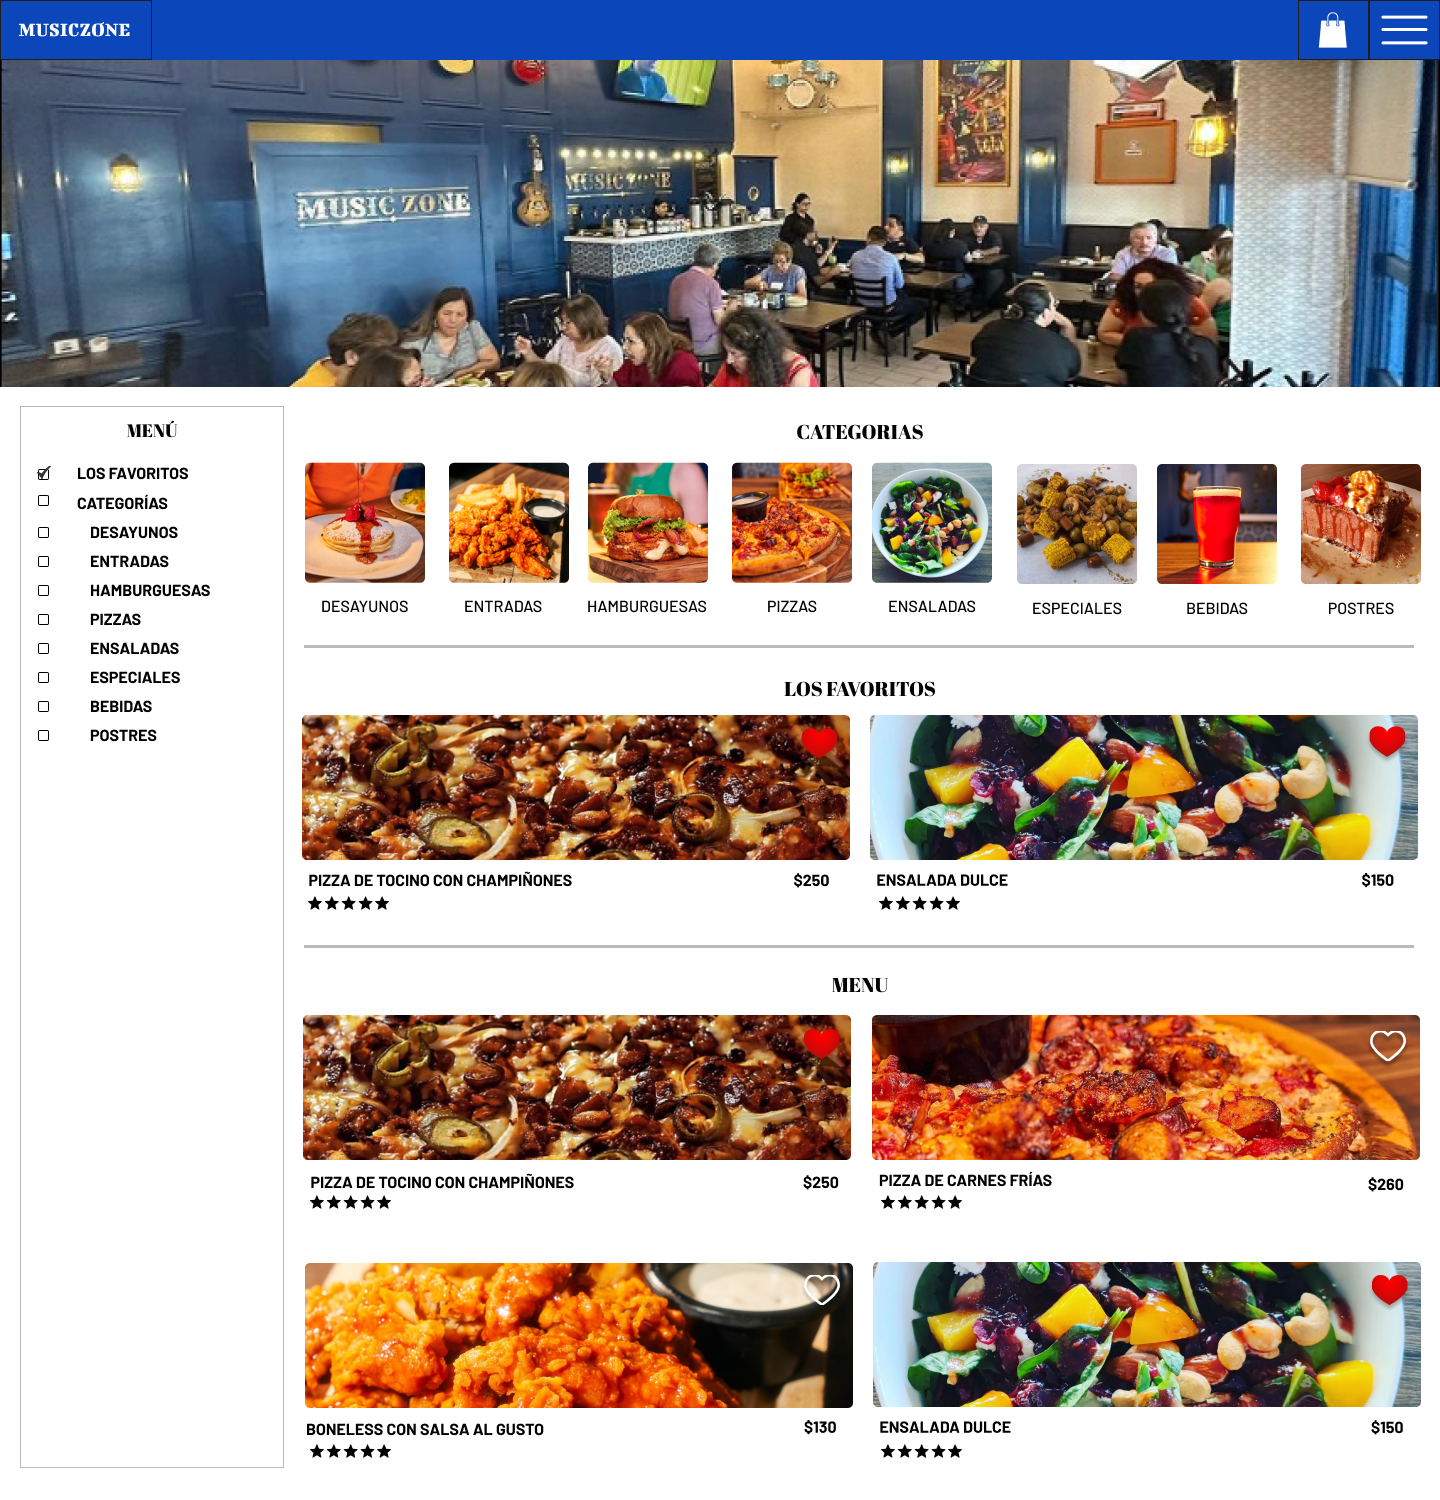 MUSICZONE
MUSIC ZONE
MUSIC ZONE
MENÚ
LOS FAVORITOS
CATEGORÍAS
DESAYUNOS
ENTRADAS
HAMBURGUESAS
PIZZAS
ENSALADAS
ESPECIALES
BEBIDAS
POSTRES
CATEGORIAS
DESAYUNOS
ENTRADAS
HAMBURGUESAS
PIZZAS
ENSALADAS
ESPECIALES
BEBIDAS
POSTRES
LOS FAVORITOS
PIZZA DE TOCINO CON CHAMPIÑONES $250
ENSALADA DULCE $150
MENU
PIZZA DE TOCINO CON CHAMPIÑONES $250
PIZZA DE CARNES FRÍAS $260
BONELESS CON SALSA AL GUSTO $130
ENSALADA DULCE $150